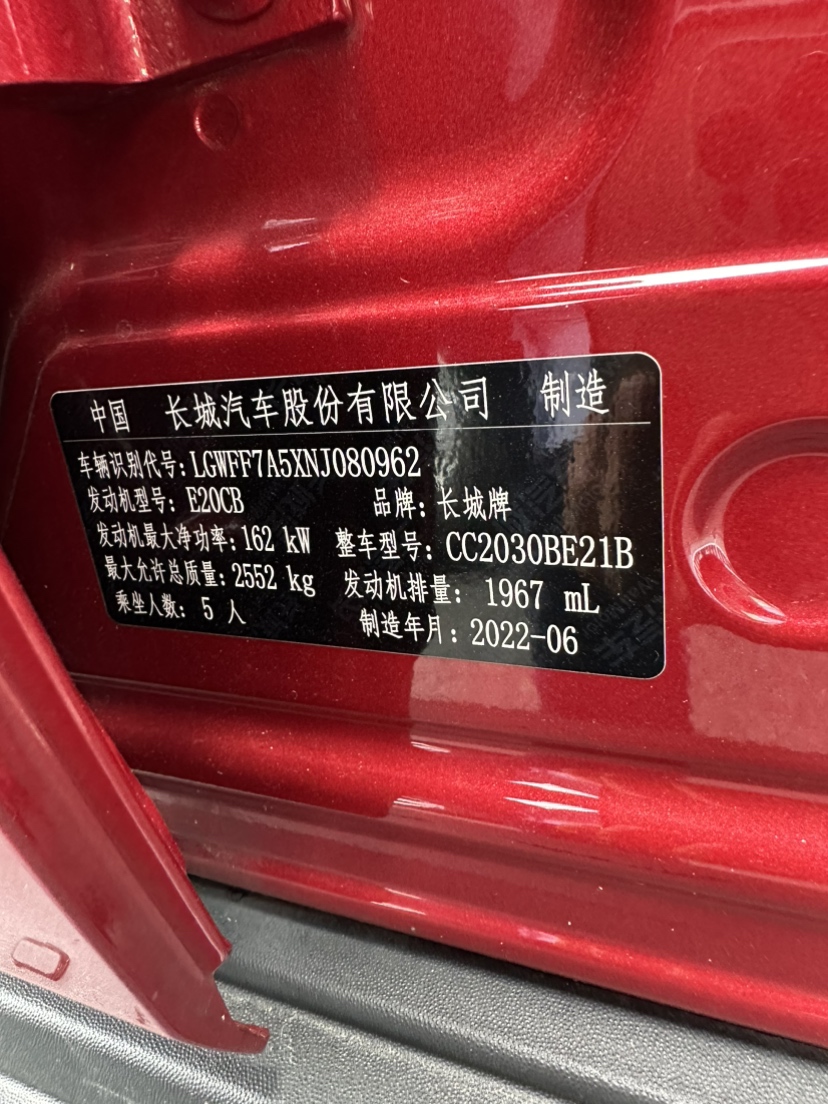 中国 长城汽车股份有限公司 制造
车辆识别代号:LGWFF7A5XNJ080962
发动机型号:E20CB 品牌:长城牌
发动机最大净功率:162 kW 整车型号:CC2030BE21B
最大允许总质量:2552 kg 发动机排量: 1967 mL
乘坐人数: 5 人 制造年月:2022-06